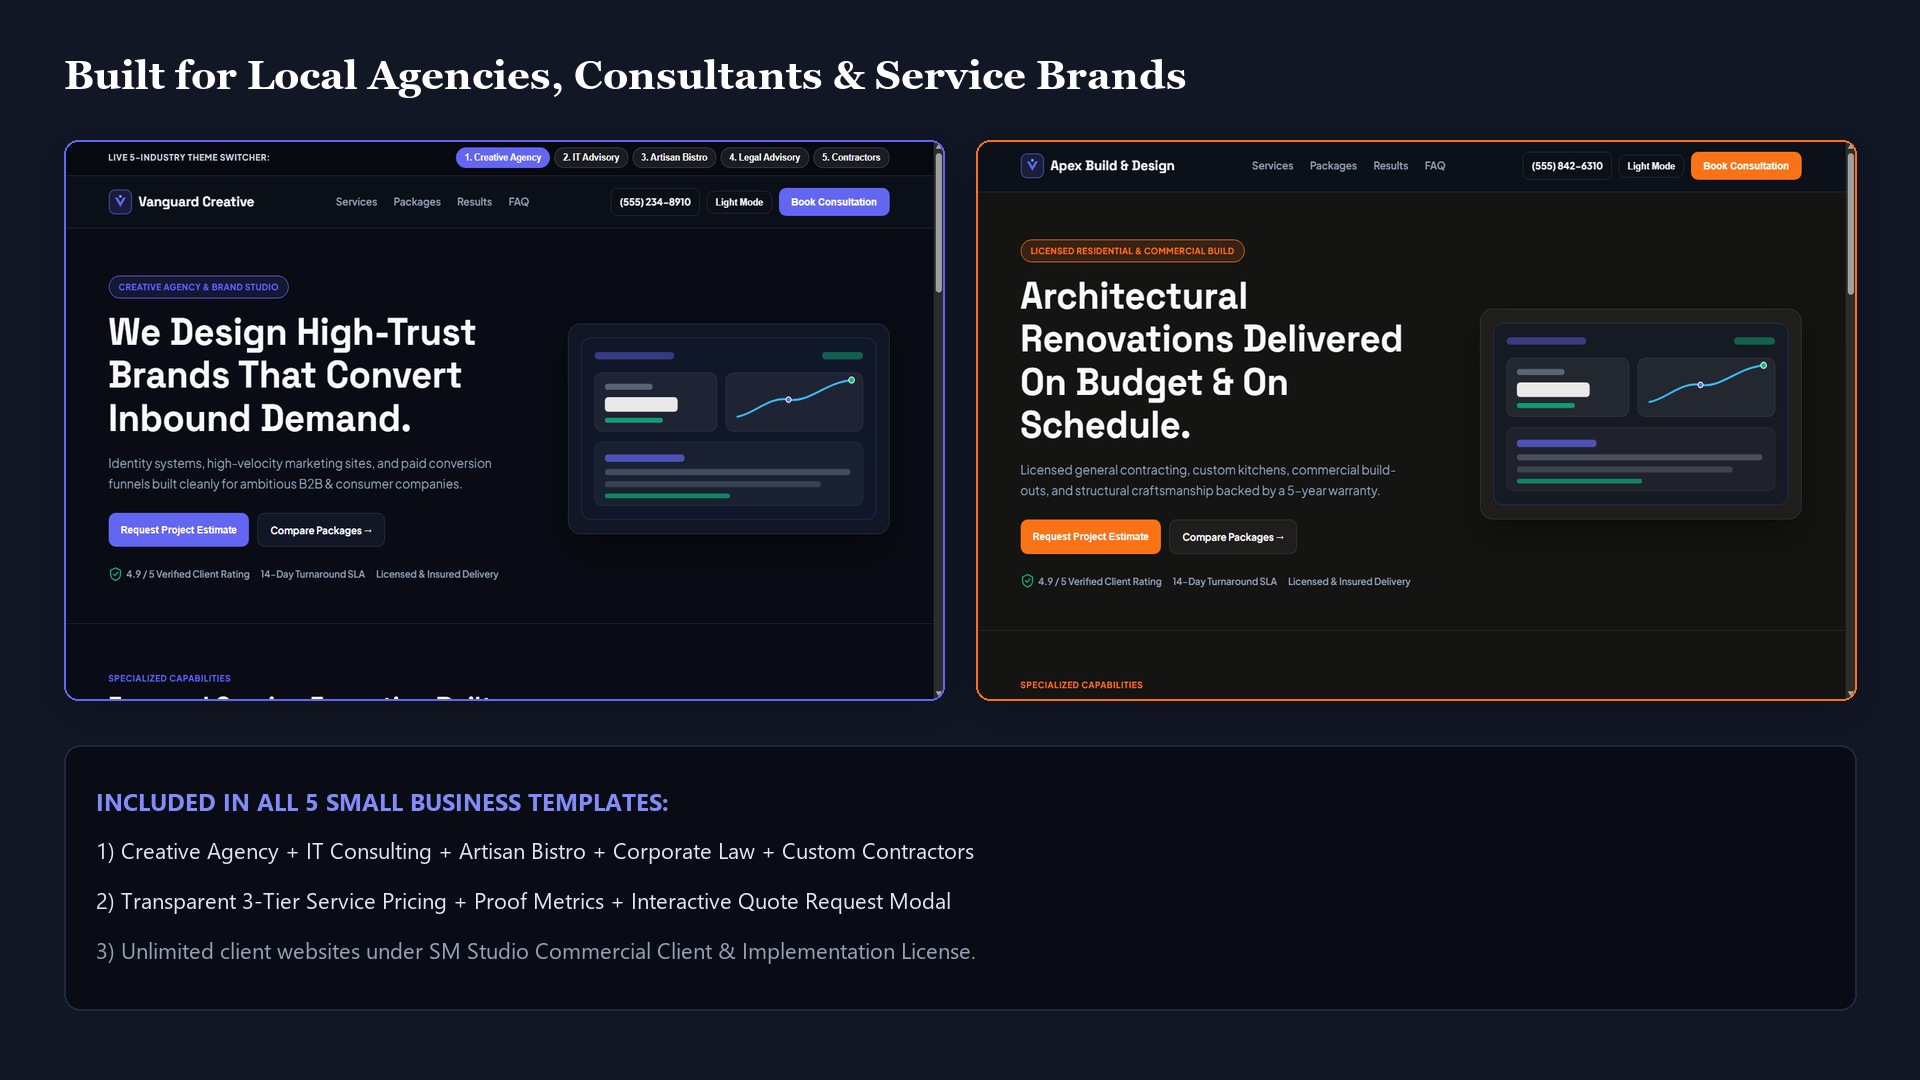 Built for Local Agencies, Consultants & Service Brands
LIVE 5-INDUSTRY THEME SWITCHER:
1. Creative Agency
2. IT Advisory
3. Artisan Bistro
4. Legal Advisory
5. Contractors
Vanguard Creative
Services
Packages
Results
FAQ
(555) 234-8910
Light Mode
Book Consultation
CREATIVE AGENCY & BRAND STUDIO
We Design High-Trust
Brands That Convert
Inbound Demand.
Identity systems, high-velocity marketing sites, and paid conversion
funnels built cleanly for ambitious B2B & consumer companies.
Request Project Estimate
Compare Packages →
4.9 / 5 Verified Client Rating
14-Day Turnaround SLA
Licensed & Insured Delivery
SPECIALIZED CAPABILITIES
Apex Build & Design
Services
Packages
Results
FAQ
(555) 842-6310
Light Mode
Book Consultation
LICENSED RESIDENTIAL & COMMERCIAL BUILD
Architectural
Renovations Delivered
On Budget & On
Schedule.
Licensed general contracting, custom kitchens, commercial build-
outs, and structural craftsmanship backed by a 5-year warranty.
Request Project Estimate
Compare Packages →
4.9 / 5 Verified Client Rating
14-Day Turnaround SLA
Licensed & Insured Delivery
SPECIALIZED CAPABILITIES
INCLUDED IN ALL 5 SMALL BUSINESS TEMPLATES:
1) Creative Agency + IT Consulting + Artisan Bistro + Corporate Law + Custom Contractors
2) Transparent 3-Tier Service Pricing + Proof Metrics + Interactive Quote Request Modal
3) Unlimited client websites under SM Studio Commercial Client & Implementation License.